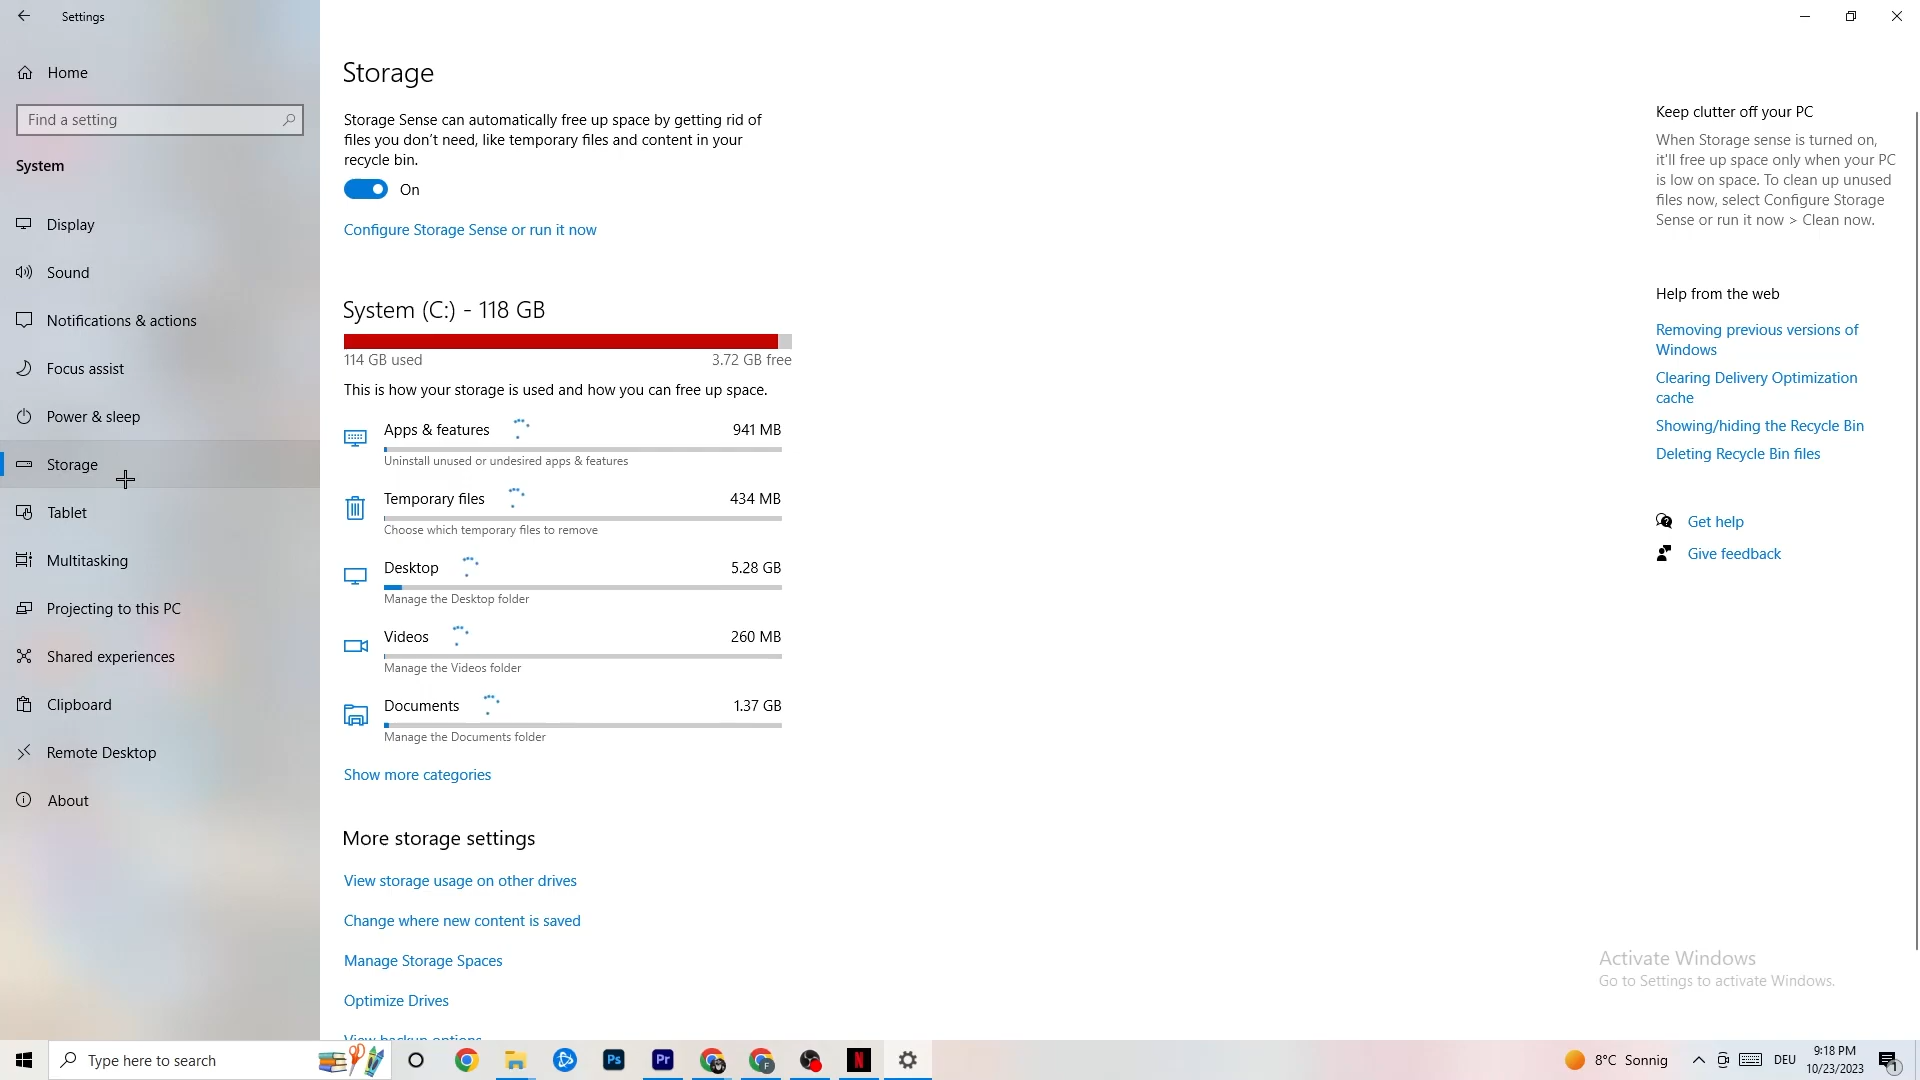 Settings
Home
Find a setting
System
Display
Sound
Notifications & actions
Focus assist
Power & sleep
Storage
Tablet
Multitasking
Projecting to this PC
Shared experiences
Clipboard
Remote Desktop
About
Storage
Storage Sense can automatically free up space by getting rid of
files you don’t need, like temporary files and content in your
recycle bin.
On
Configure Storage Sense or run it now
System (C:) - 118 GB
114 GB used 3.72 GB free
This is how your storage is used and how you can free up space.
Apps & features 941 MB
Uninstall unused or undesired apps & features
Temporary files 434 MB
Choose which temporary files to remove
Desktop 5.28 GB
Manage the Desktop folder
Videos 260 MB
Manage the Videos folder
Documents 1.37 GB
Manage the Documents folder
Show more categories
More storage settings
View storage usage on other drives
Change where new content is saved
Manage Storage Spaces
Optimize Drives
View backup options
Keep clutter off your PC
When Storage sense is turned on,
it'll free up space only when your PC
is low on space. To clean up unused
files now, select Configure Storage
Sense or run it now > Clean now.
Help from the web
Removing previous versions of
Windows
Clearing Delivery Optimization
cache
Showing/hiding the Recycle Bin
Deleting Recycle Bin files
Get help
Give feedback
Activate Windows
Go to Settings to activate Windows.
Type here to search
Ps
Pr
F
N
8°C Sonnig
DEU
9:18 PM
10/23/2023
1